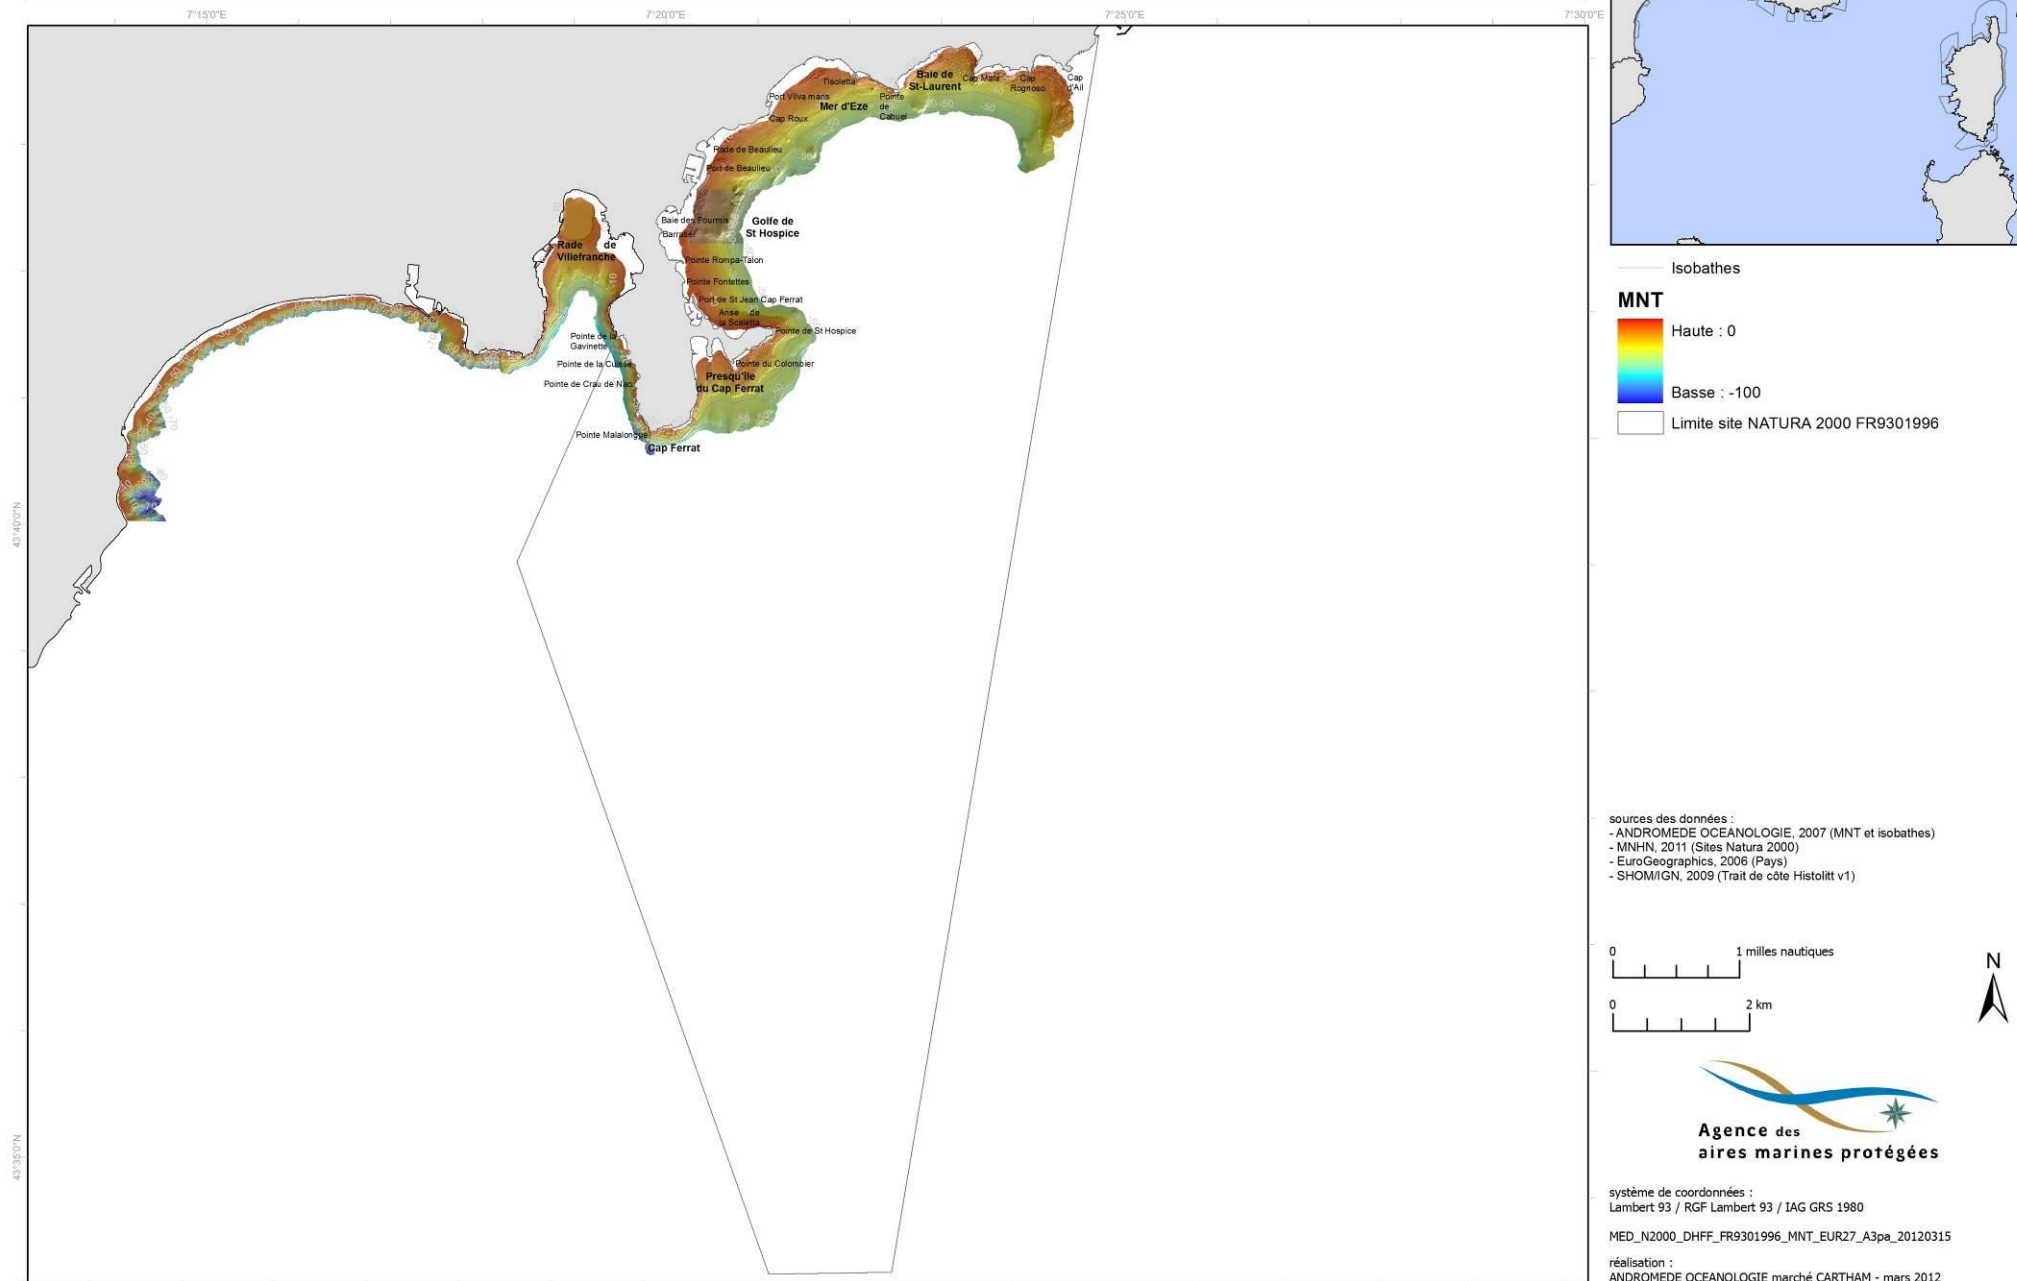 7°15'0"E
7°20'0"E
7°25'0"E
7°30'0"E
43°40'0"N
43°35'0"N
l'Isoletta
Port Vilva mans
Mer d'Eze
Cap Roux
Pointe
de
Cabuel
Baie de
St-Laurent
Cap Mala
Cap
Rognoso
Cap
d'Ail
Rade de Beaulieu
Port de Beaulieu
Baie des Fourmis
Golfe de
St Hospice
Rade de
Villefranche
Pointe Rompa-Talon
Pointe Fontettes
Port de St Jean Cap Ferrat
Anse de
la Scaletta
Pointe de St Hospice
Pointe de la
Gavinette
Pointe de la Cuisse
Pointe du Colombier
Presqu'île
du Cap Ferrat
Pointe de Crau de Nao
Pointe Malalongue
Cap Ferrat
Isobathes
MNT
Haute : 0
Basse : -100
Limite site NATURA 2000 FR9301996
sources des données :
- ANDROMEDE OCEANOLOGIE, 2007 (MNT et isobathes)
- MNHN, 2011 (Sites Natura 2000)
- EuroGeographics, 2006 (Pays)
- SHOM/IGN, 2009 (Trait de côte Histolitt v1)
0 1 milles nautiques
0 2 km
N
Agence des
aires marines protégées
système de coordonnées :
Lambert 93 / RGF Lambert 93 / IAG GRS 1980
MED_N2000_DHFF_FR9301996_MNT_EUR27_A3pa_20120315
réalisation :
ANDROMEDE OCEANOLOGIE marché CARTHAM - mars 2012